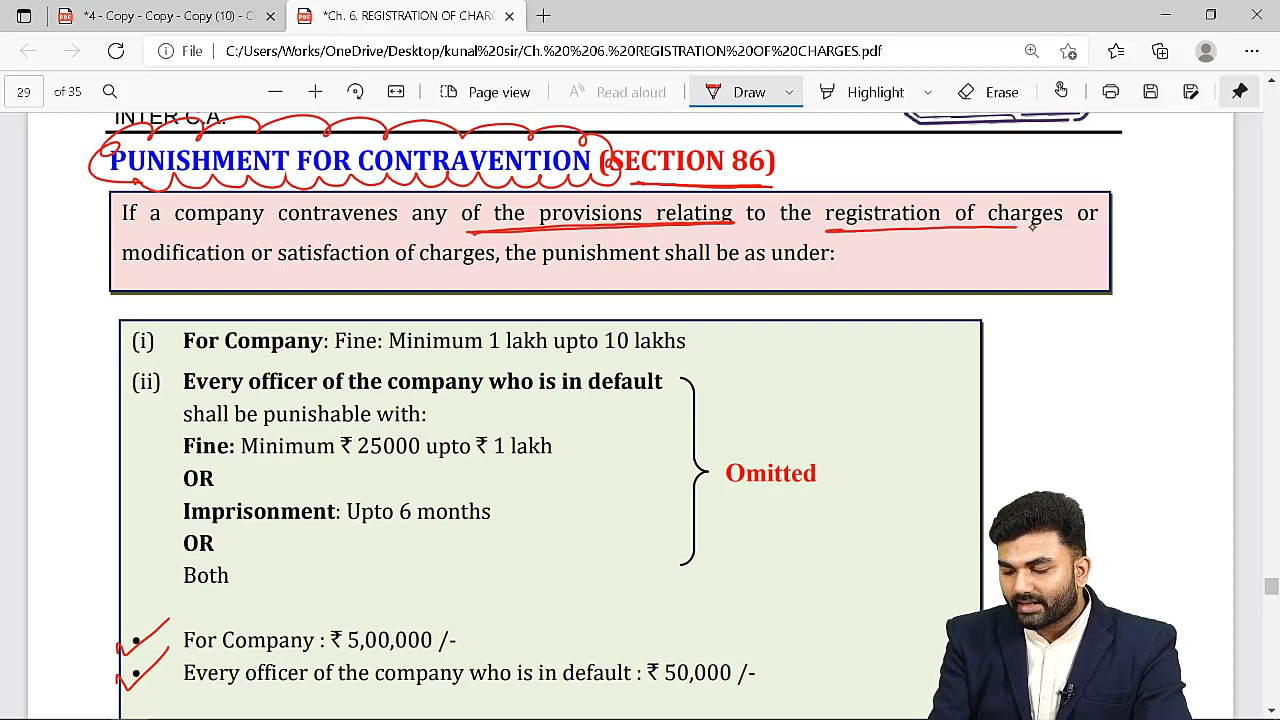 *4 - Copy - Copy - Copy (10) - C
*Ch. 6. REGISTRATION OF CHARG
File
C:/Users/Works/OneDrive/Desktop/kunal%20sir/Ch.%20%206.%20REGISTRATION%20OF%20CHARGES.pdf
29 of 35
Page view
Read aloud
Draw
Highlight
Erase
INTER C.A.
PUNISHMENT FOR CONTRAVENTION (SECTION 86)
If a company contravenes any of the provisions relating to the registration of charges or
modification or satisfaction of charges, the punishment shall be as under:
(i) For Company: Fine: Minimum 1 lakh upto 10 lakhs
(ii) Every officer of the company who is in default
shall be punishable with:
Fine: Minimum ₹ 25000 upto ₹ 1 lakh
OR
Imprisonment: Upto 6 months
OR
Both
Omitted
• For Company : ₹ 5,00,000 /-
• Every officer of the company who is in default : ₹ 50,000 /-